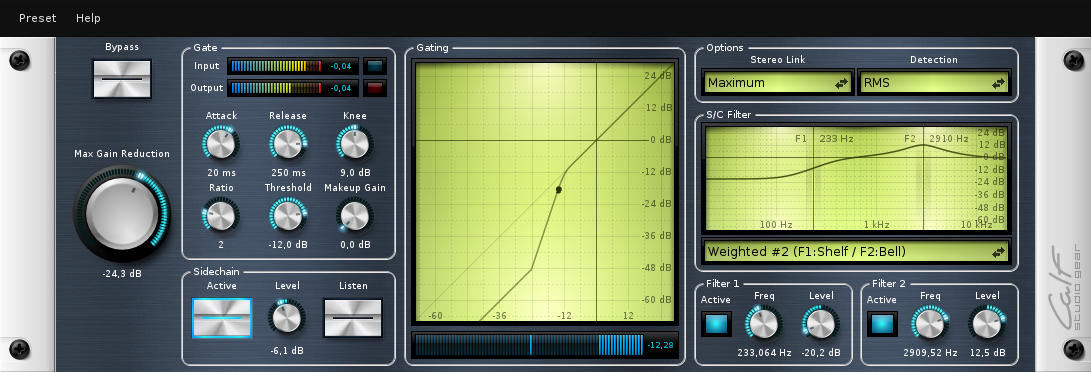 Preset Help
Bypass
Max Gain Reduction
-24,3 dB
Gate
Input -0,04
Output -0,04
Attack Release Knee
20 ms 250 ms 9,0 dB
Ratio Threshold Makeup Gain
2 -12,0 dB 0,0 dB
Sidechain
Active Level Listen
-6,1 dB
Gating
24 dB
12 dB
0 dB
-12 dB
-24 dB
-36 dB
-48 dB
-60 dB
-60 -36 -12 12
-12,28
Options
Stereo Link Detection
Maximum RMS
S/C Filter
F1 233 Hz F2 2910 Hz
24 dB
12 dB
0 dB
-12 dB
-24 dB
-36 dB
-48 dB
-60 dB
100 Hz 1 kHz 10 kHz
Weighted #2 (F1:Shelf / F2:Bell)
Filter 1
Active Freq Level
233,064 Hz -20,2 dB
Filter 2
Active Freq Level
2909,52 Hz 12,5 dB
Calf
studio gear